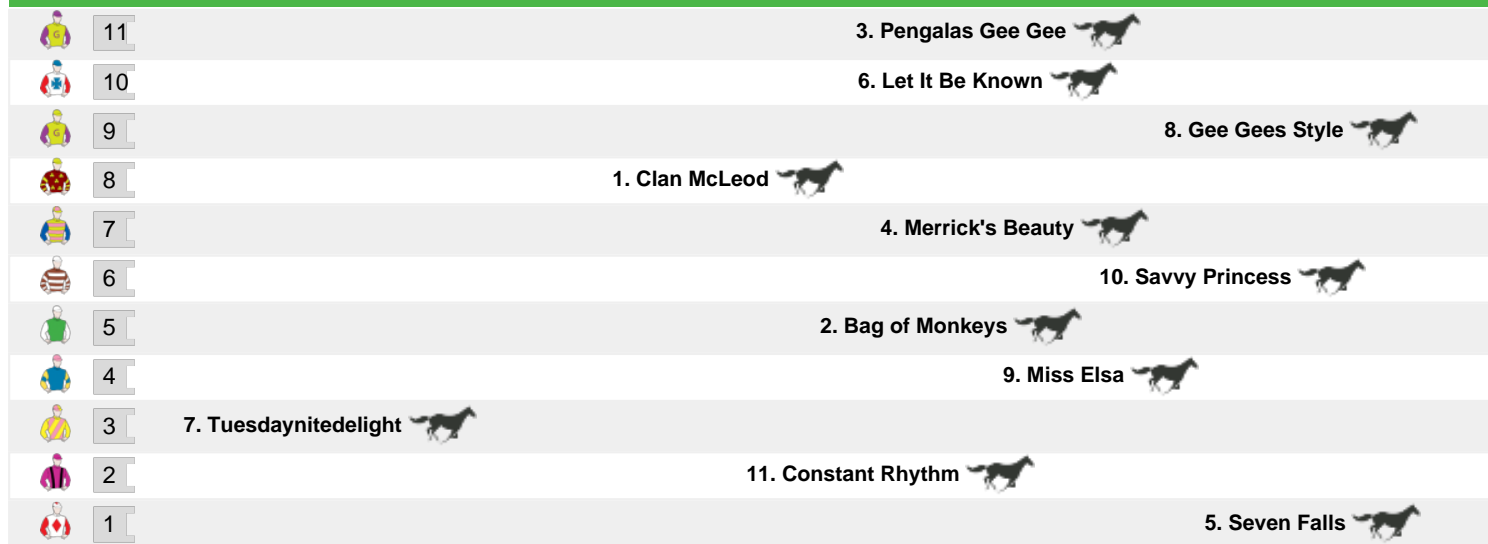 11 3. Pengalas Gee Gee
10 6. Let It Be Known
9 8. Gee Gees Style
8 1. Clan McLeod
7 4. Merrick's Beauty
6 10. Savvy Princess
5 2. Bag of Monkeys
4 9. Miss Elsa
3 7. Tuesdaynitedelight
2 11. Constant Rhythm
1 5. Seven Falls